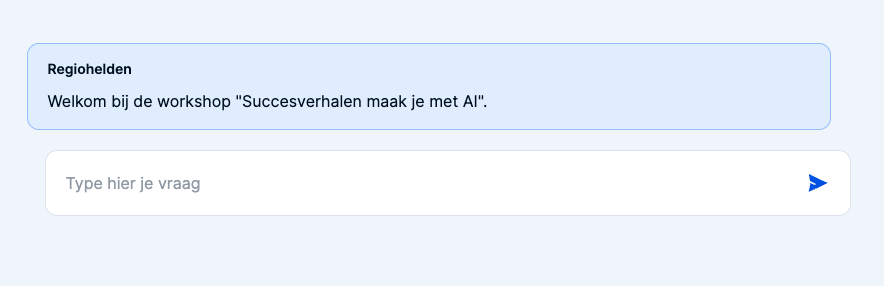 Regiohelden
Welkom bij de workshop "Succesverhalen maak je met AI".
Type hier je vraag